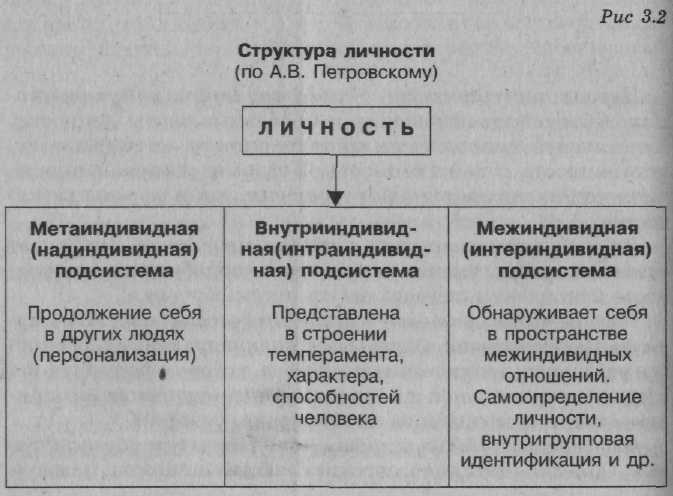 Рис 3.2
Структура личности
(по А.В. Петровскому)
ЛИЧНОСТЬ
Метаиндивидная
(надиндивидная)
подсистема
Продолжение себя
в других людях
(персонализация)
Внутрииндивид-
ная(интраиндивид-
ная) подсистема
Представлена
в строении
темперамента,
характера,
способностей
человека
Межиндивидная
(интериндивидная)
подсистема
Обнаруживает себя
в пространстве
межиндивидных
отношений.
Самоопределение
личности,
внутригрупповая
идентификация и др.